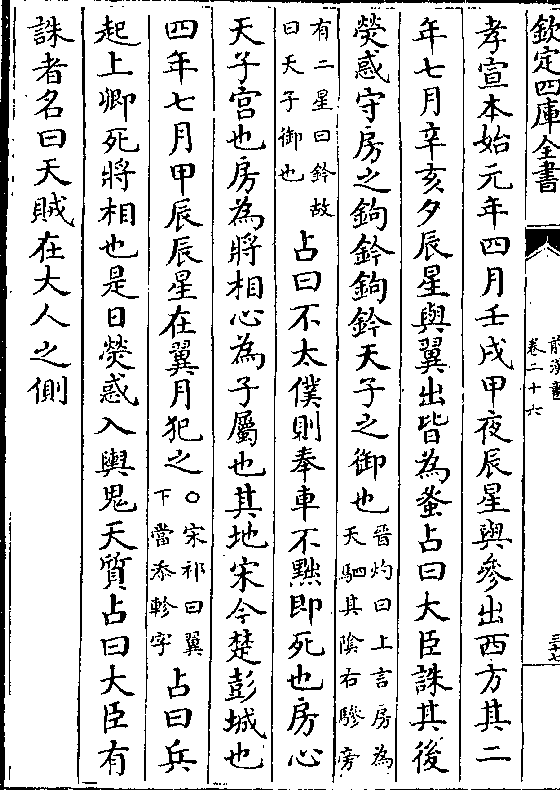 欽定四庫全書
前漢書
卷二十六
三十七
孝宣本始元年四月壬戌甲夜辰星與參出西方其二
年七月辛亥夕辰星與翼出皆為蚤占曰大臣誅其後
熒惑守房之鉤鈐鉤鈐天子之御也
晉灼曰上言房為
天駟其陰右驂旁
有二星曰鈐故
曰天子御也
占曰不太僕則奉車不黜即死也房心
天子宮也房為將相心為子屬也其地宋今楚彭城也
四年七月甲辰辰星在翼月犯之
○宋祁曰翼
下當添軫字
占曰兵
起上卿死將相也是日熒惑入輿鬼天質占曰大臣有
誅者名曰天賊在大人之側